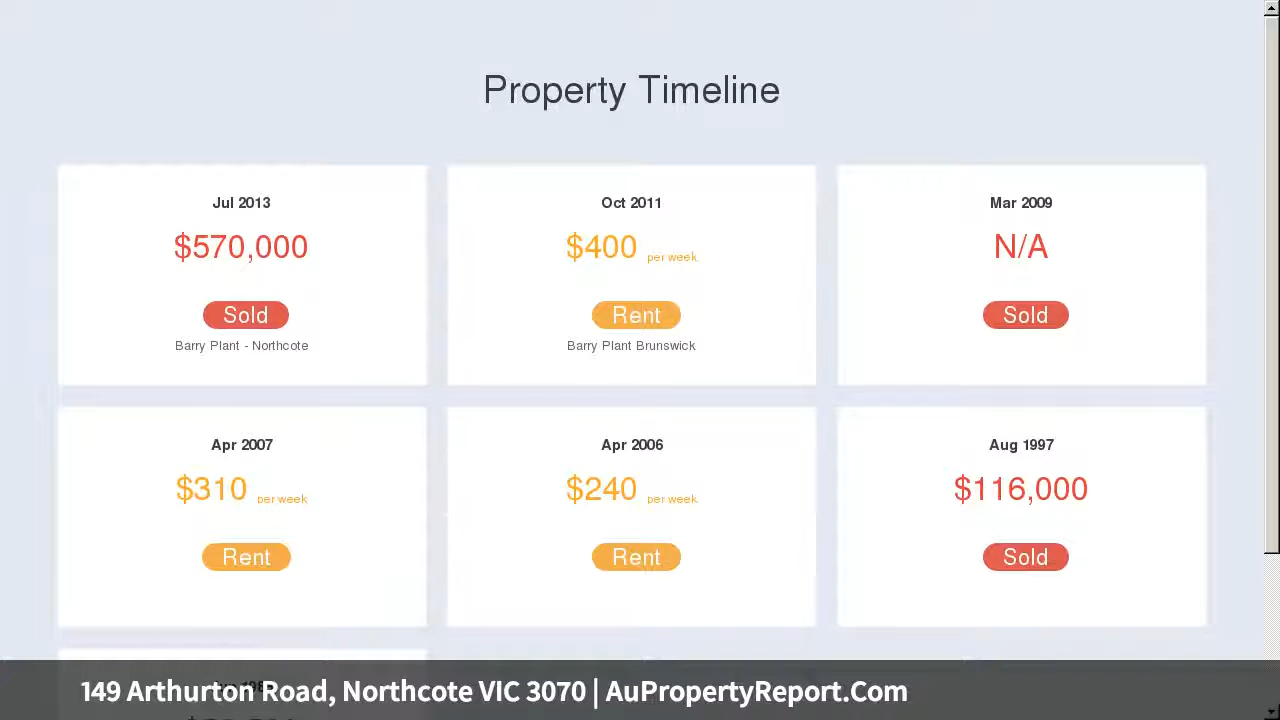 Property Timeline
Jul 2013
$570,000
Sold
Barry Plant - Northcote
Oct 2011
$400 per week
Rent
Barry Plant Brunswick
Mar 2009
N/A
Sold
Apr 2007
$310 per week
Rent
Apr 2006
$240 per week
Rent
Aug 1997
$116,000
Sold
149 Arthurton Road, Northcote VIC 3070 | AuPropertyReport.Com